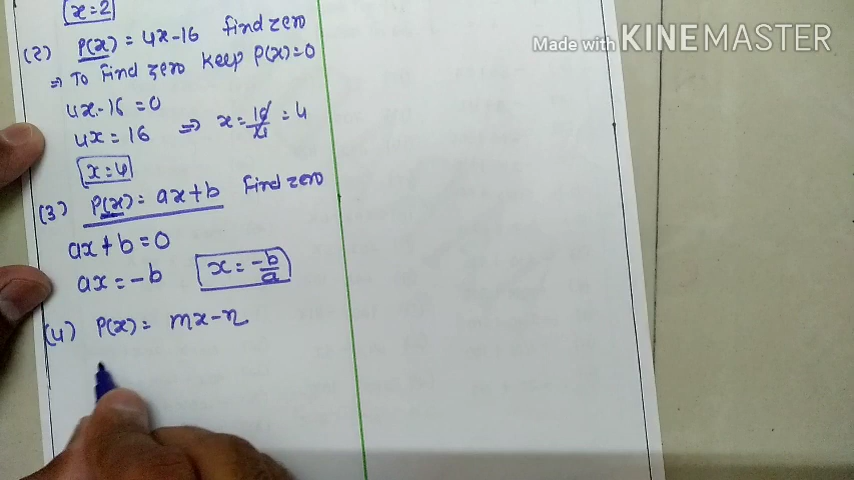 x=2
Made with KINEMASTER
(2) P(x) = 4x-16 find zero
⇒ To find zero keep P(x)=0
4x-16=0
4x=16 ⇒ x=16/4=4
x=4
(3) P(x)= ax+b find zero
ax+b=0
ax=-b x=-b/a
(4) P(x)= mx-n